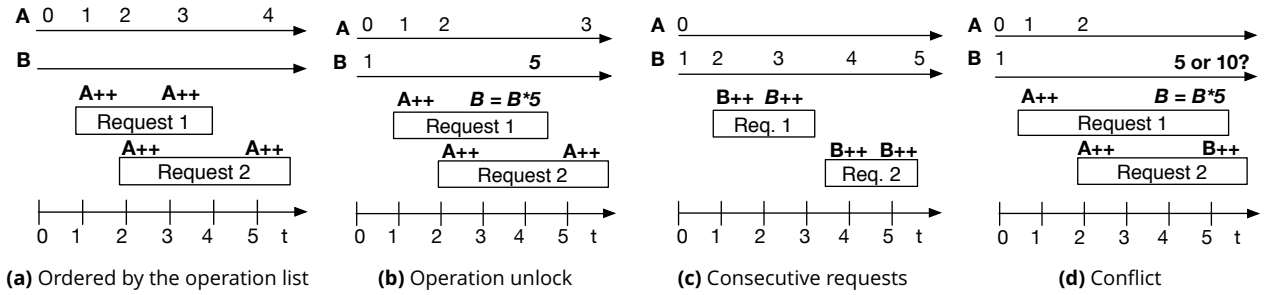 A 0 1 2 3 4
B
A++ A++
Request 1
A++ A++
Request 2
0 1 2 3 4 5 t
(a) Ordered by the operation list
A 0 1 2 3
B 1 5
A++ B = B*5
Request 1
A++ A++
Request 2
0 1 2 3 4 5 t
(b) Operation unlock
A 0
B 1 2 3 4 5
B++ B++
Req. 1
B++ B++
Req. 2
0 1 2 3 4 5 t
(c) Consecutive requests
A 0 1 2
B 1 5 or 10?
A++ B = B*5
Request 1
A++ B++
Request 2
0 1 2 3 4 5 t
(d) Conflict